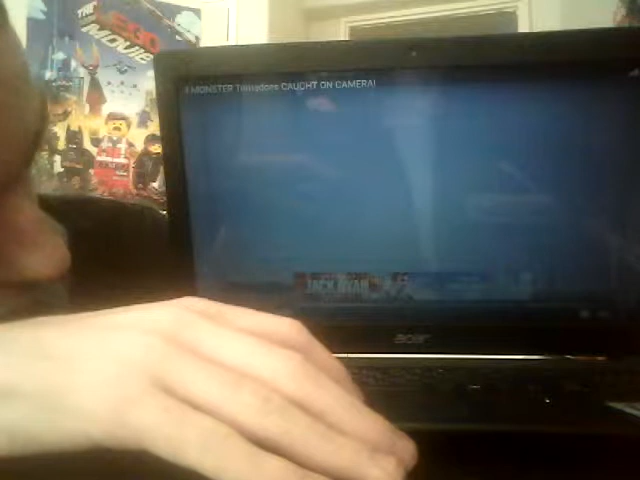 THE
LEGO
MOVIE
MONSTER Tornadoes CAUGHT ON CAMERA!
JACK RYAN
acer